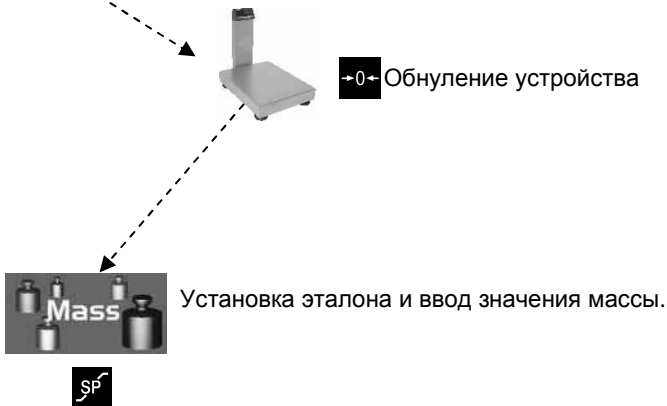 →0← Обнуление устройства
Mass Установка эталона и ввод значения массы.
SP